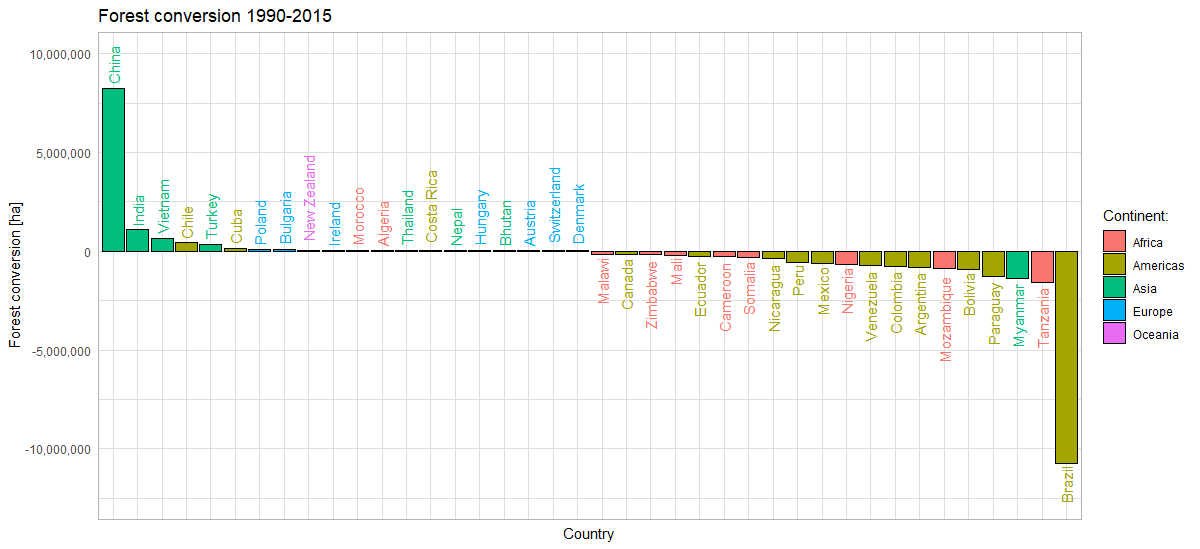 Forest conversion 1990-2015
Forest conversion [ha]
10,000,000
5,000,000
0
-5,000,000
-10,000,000
China
India
Vietnam
Chile
Turkey
Cuba
Poland
Bulgaria
New Zealand
Ireland
Morocco
Algeria
Thailand
Costa Rica
Nepal
Hungary
Bhutan
Austria
Switzerland
Denmark
Malawi
Canada
Zimbabwe
Mali
Ecuador
Cameroon
Somalia
Nicaragua
Peru
Mexico
Nigeria
Venezuela
Colombia
Argentina
Mozambique
Bolivia
Paraguay
Myanmar
Tanzania
Brazil
Country
Continent:
Africa
Americas
Asia
Europe
Oceania